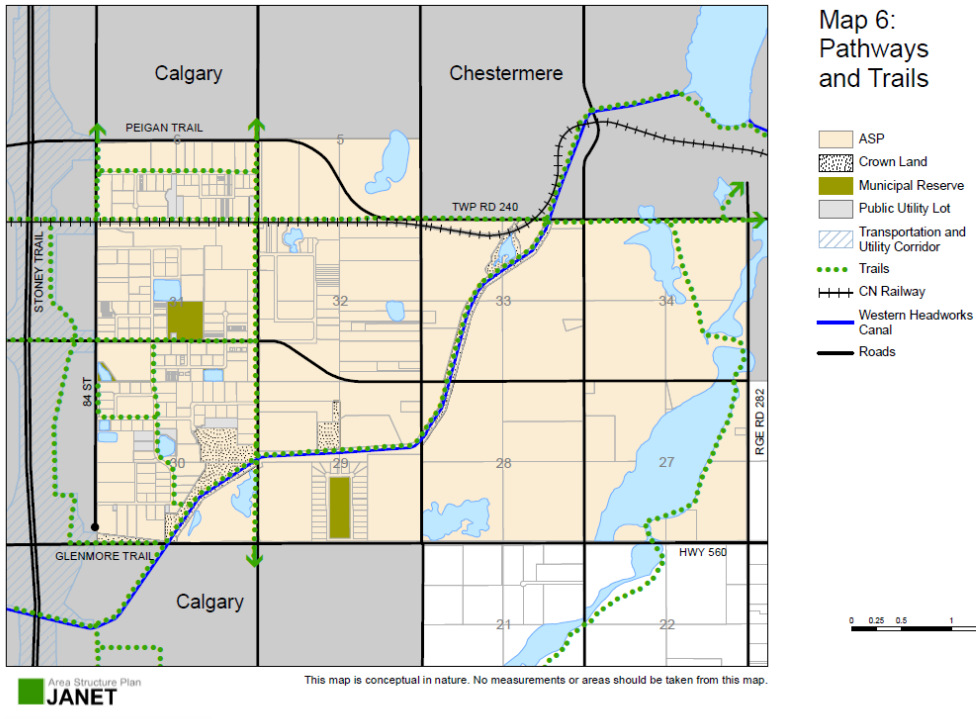 Map 6:
Pathways
and Trails
Calgary
Chestermere
PEIGAN TRAIL
6
5
TWP RD 240
STONEY TRAIL
32
33
34
84 ST
RGE RD 282
30
29
28
27
GLENMORE TRAIL
HWY 560
Calgary
21
22
ASP
Crown Land
Municipal Reserve
Public Utility Lot
Transportation and
Utility Corridor
Trails
CN Railway
Western Headworks
Canal
Roads
0 0.25 0.5 1
Area Structure Plan
JANET
This map is conceptual in nature. No measurements or areas should be taken from this map.